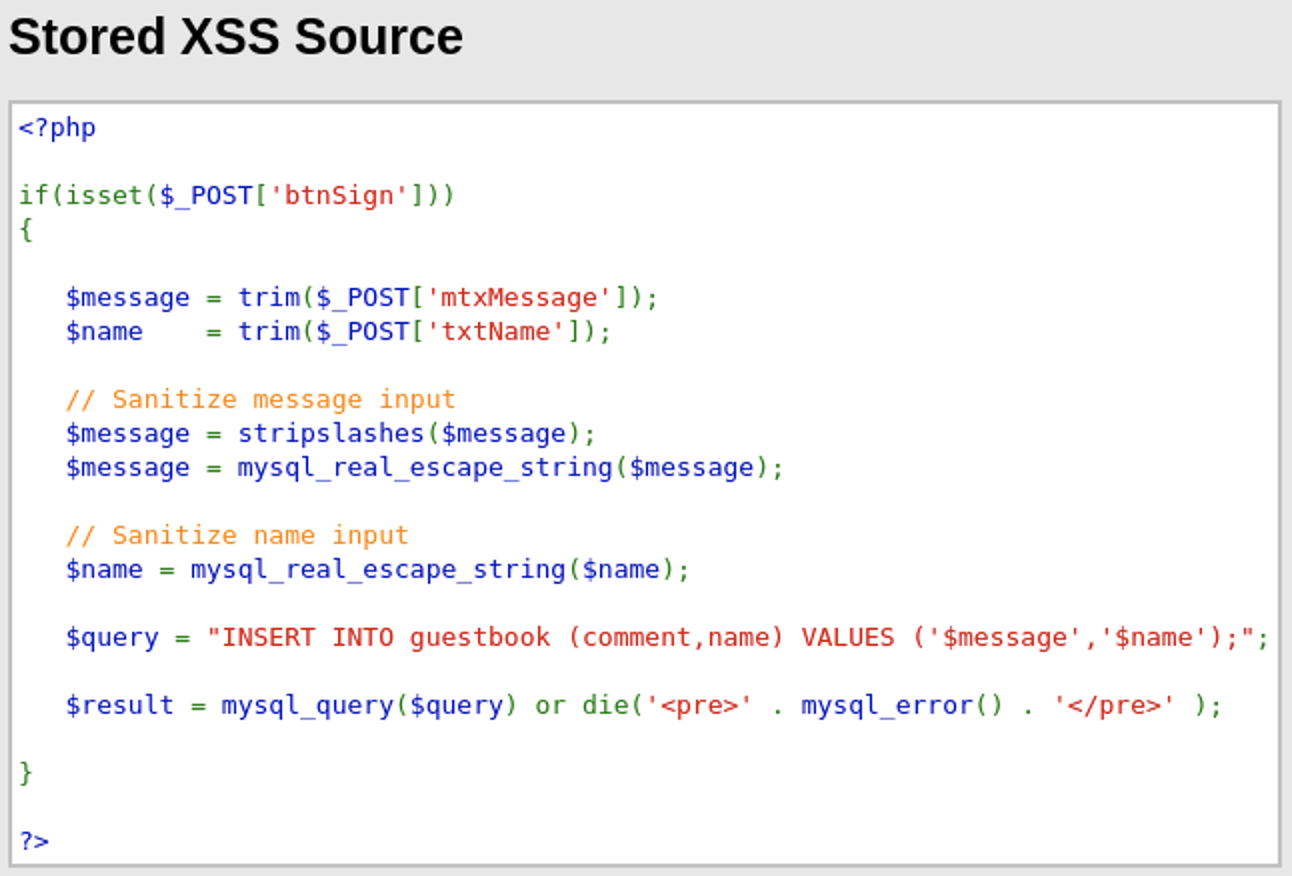 Stored XSS Source
<?php
if(isset($_POST['btnSign']))
{
$message = trim($_POST['mtxMessage']);
$name    = trim($_POST['txtName']);
// Sanitize message input
$message = stripslashes($message);
$message = mysql_real_escape_string($message);
// Sanitize name input
$name = mysql_real_escape_string($name);
$query = "INSERT INTO guestbook (comment,name) VALUES ('$message','$name');";
$result = mysql_query($query) or die('<pre>' . mysql_error() . '</pre>' );
}
?>